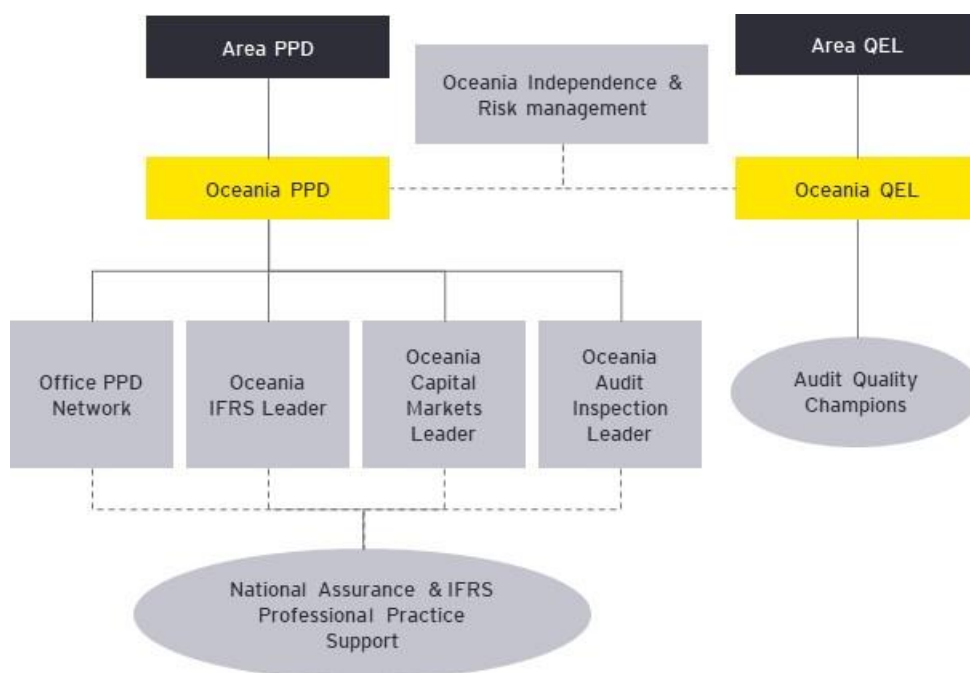 Area PPD
Area QEL
Oceania Independence &
Risk management
Oceania PPD
Oceania QEL
Office PPD
Network
Oceania
IFRS Leader
Oceania
Capital
Markets
Leader
Oceania
Audit
Inspection
Leader
Audit Quality
Champions
National Assurance & IFRS
Professional Practice
Support